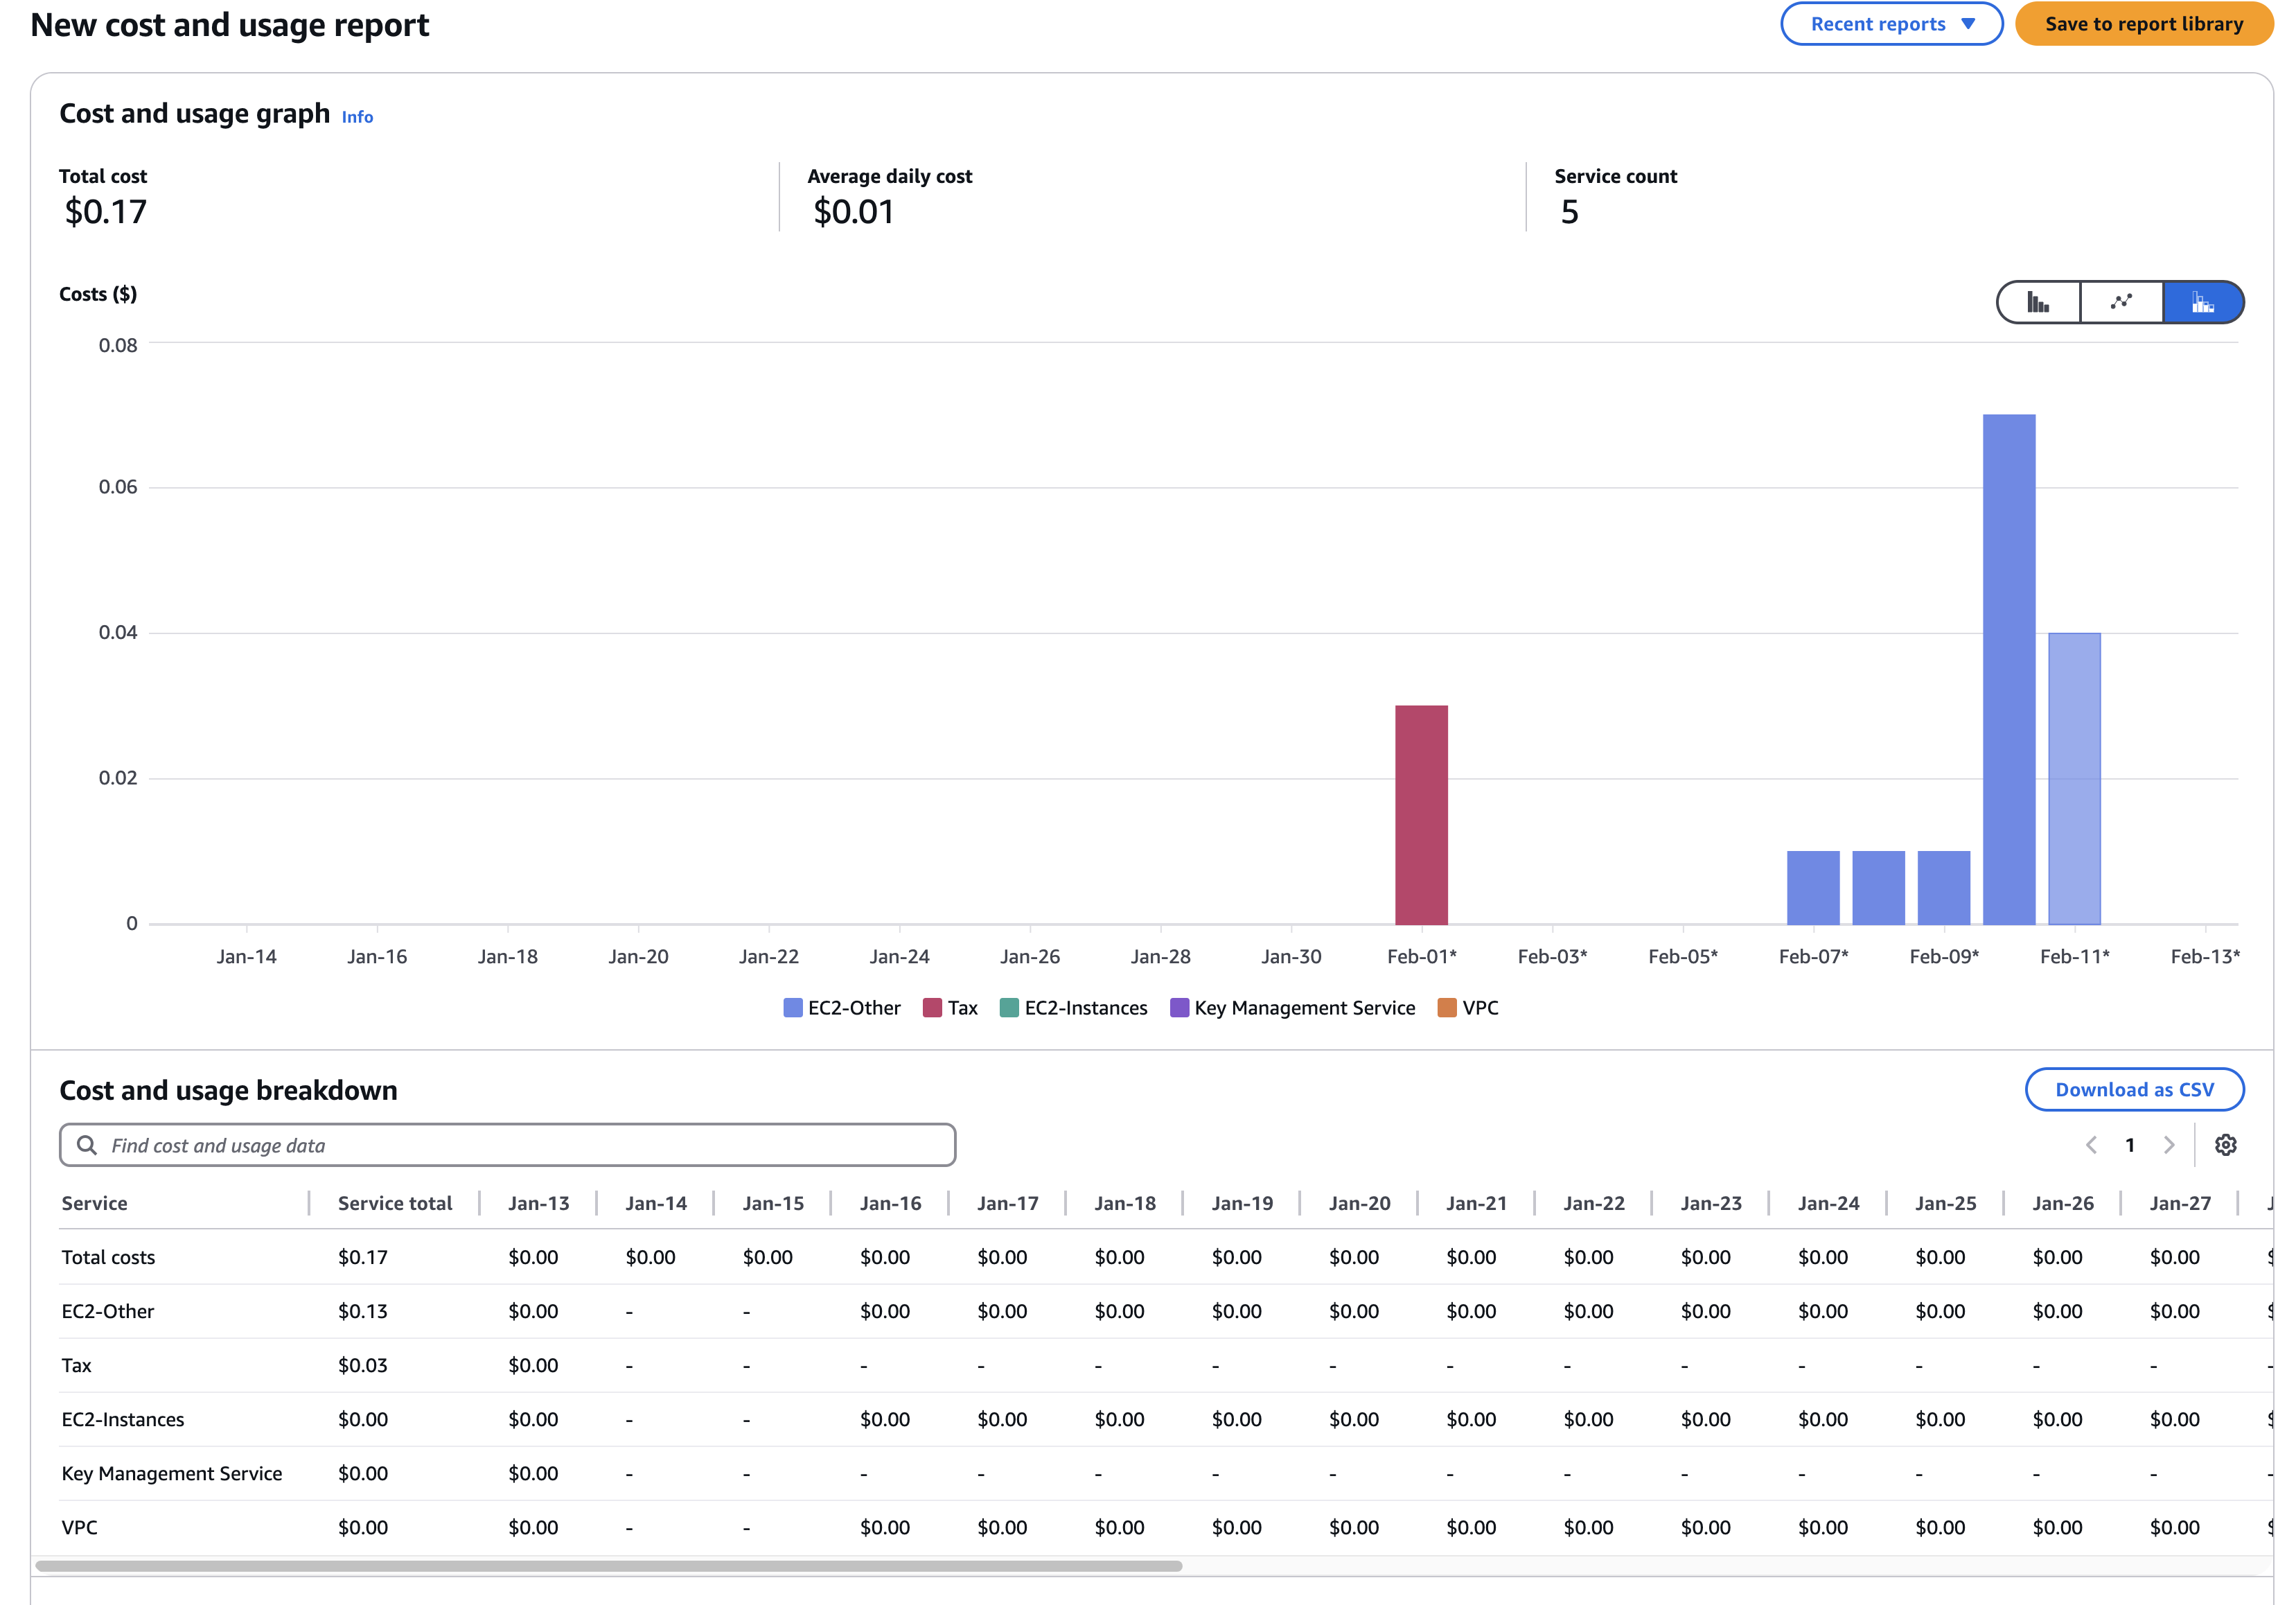 New cost and usage report
Recent reports
Save to report library
Cost and usage graph Info
Total cost
$0.17
Average daily cost
$0.01
Service count
5
Costs ($)
0.08
0.06
0.04
0.02
0
Jan-14 Jan-16 Jan-18 Jan-20 Jan-22 Jan-24 Jan-26 Jan-28 Jan-30 Feb-01* Feb-03* Feb-05* Feb-07* Feb-09* Feb-11* Feb-13*
EC2-Other Tax EC2-Instances Key Management Service VPC
Cost and usage breakdown
Download as CSV
Find cost and usage data
1
Service Service total Jan-13 Jan-14 Jan-15 Jan-16 Jan-17 Jan-18 Jan-19 Jan-20 Jan-21 Jan-22 Jan-23 Jan-24 Jan-25 Jan-26 Jan-27
Total costs $0.17 $0.00 $0.00 $0.00 $0.00 $0.00 $0.00 $0.00 $0.00 $0.00 $0.00 $0.00 $0.00 $0.00 $0.00 $0.00
EC2-Other $0.13 $0.00 - - $0.00 $0.00 $0.00 $0.00 $0.00 $0.00 $0.00 $0.00 $0.00 $0.00 $0.00 $0.00
Tax $0.03 $0.00 - - - - - - - - - - - - - -
EC2-Instances $0.00 $0.00 - - $0.00 $0.00 $0.00 $0.00 $0.00 $0.00 $0.00 $0.00 $0.00 $0.00 $0.00 $0.00
Key Management Service $0.00 $0.00 - - - - - - - - - - - - - -
VPC $0.00 $0.00 - - $0.00 $0.00 $0.00 $0.00 $0.00 $0.00 $0.00 $0.00 $0.00 $0.00 $0.00 $0.00